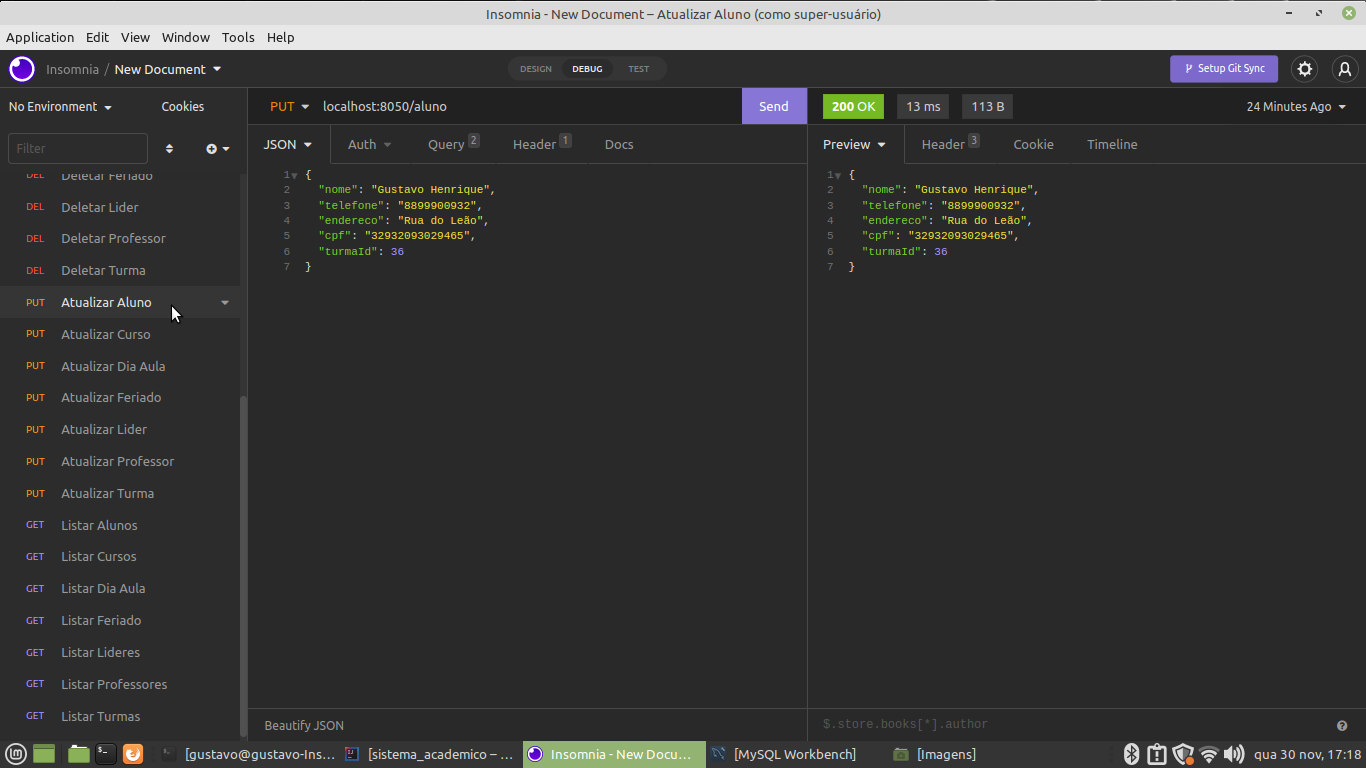 Insomnia - New Document – Atualizar Aluno (como super-usuário)
Application Edit View Window Tools Help
Insomnia / New Document
DESIGN DEBUG TEST
Setup Git Sync
No Environment Cookies
PUT localhost:8050/aluno Send
200 OK 13 ms 113 B 24 Minutes Ago
Filter
JSON Auth Query 2 Header 1 Docs
Preview Header 3 Cookie Timeline
DEL Deletar Feriado
DEL Deletar Lider
DEL Deletar Professor
DEL Deletar Turma
PUT Atualizar Aluno
PUT Atualizar Curso
PUT Atualizar Dia Aula
PUT Atualizar Feriado
PUT Atualizar Lider
PUT Atualizar Professor
PUT Atualizar Turma
GET Listar Alunos
GET Listar Cursos
GET Listar Dia Aula
GET Listar Feriado
GET Listar Lideres
GET Listar Professores
GET Listar Turmas
1 {
2 "nome": "Gustavo Henrique",
3 "telefone": "8899900932",
4 "endereco": "Rua do Leão",
5 "cpf": "32932093029465",
6 "turmaId": 36
7 }
1 {
2 "nome": "Gustavo Henrique",
3 "telefone": "8899900932",
4 "endereco": "Rua do Leão",
5 "cpf": "32932093029465",
6 "turmaId": 36
7 }
Beautify JSON
$.store.books[*].author
[gustavo@gustavo-Ins... [sistema_academico – ... Insomnia - New Docu... [MySQL Workbench] [Imagens] qua 30 nov, 17:18